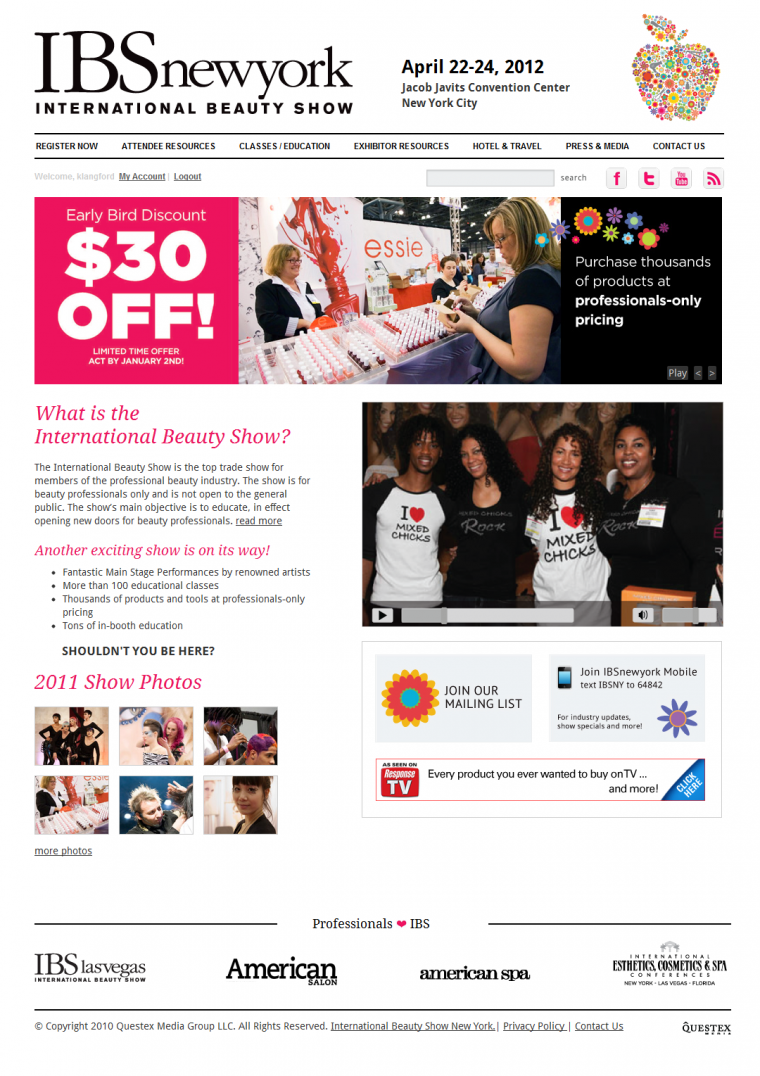 IBSnewyork
INTERNATIONAL BEAUTY SHOW
April 22-24, 2012
Jacob Javits Convention Center
New York City
REGISTER NOW ATTENDEE RESOURCES CLASSES / EDUCATION EXHIBITOR RESOURCES HOTEL & TRAVEL PRESS & MEDIA CONTACT US
Welcome, klangford My Account | Logout
search
f t You Tube
Early Bird Discount
$30
OFF!
LIMITED TIME OFFER
ACT BY JANUARY 2ND!
essie
Purchase thousands
of products at
professionals-only
pricing
Play < >
What is the
International Beauty Show?
The International Beauty Show is the top trade show for
members of the professional beauty industry. The show is for
beauty professionals only and is not open to the general
public. The show's main objective is to educate, in effect
opening new doors for beauty professionals. read more
Another exciting show is on its way!
• Fantastic Main Stage Performances by renowned artists
• More than 100 educational classes
• Thousands of products and tools at professionals-only
pricing
• Tons of in-booth education
SHOULDN'T YOU BE HERE?
I ❤
MIXED
CHICKS
MIXED CHICKS
Rock
I ❤
MIXED
CHICKS
Rock
2011 Show Photos
essie
more photos
JOIN OUR
MAILING LIST
Join IBSNewyork Mobile
text IBSNY to 64842
For industry updates,
show specials and more!
AS SEEN ON
Response
TV
Every product you ever wanted to buy on TV ...
and more!
CLICK
HERE
Professionals ❤ IBS
IBS lasvegas
INTERNATIONAL BEAUTY SHOW
American
SALON
american spa
INTERNATIONAL
ESTHETICS, COSMETICS & SPA
CONFERENCES
NEW YORK • LAS VEGAS • FLORIDA
© Copyright 2010 Questex Media Group LLC. All Rights Reserved. International Beauty Show New York. | Privacy Policy | Contact Us
QUESTEX
MEDIA